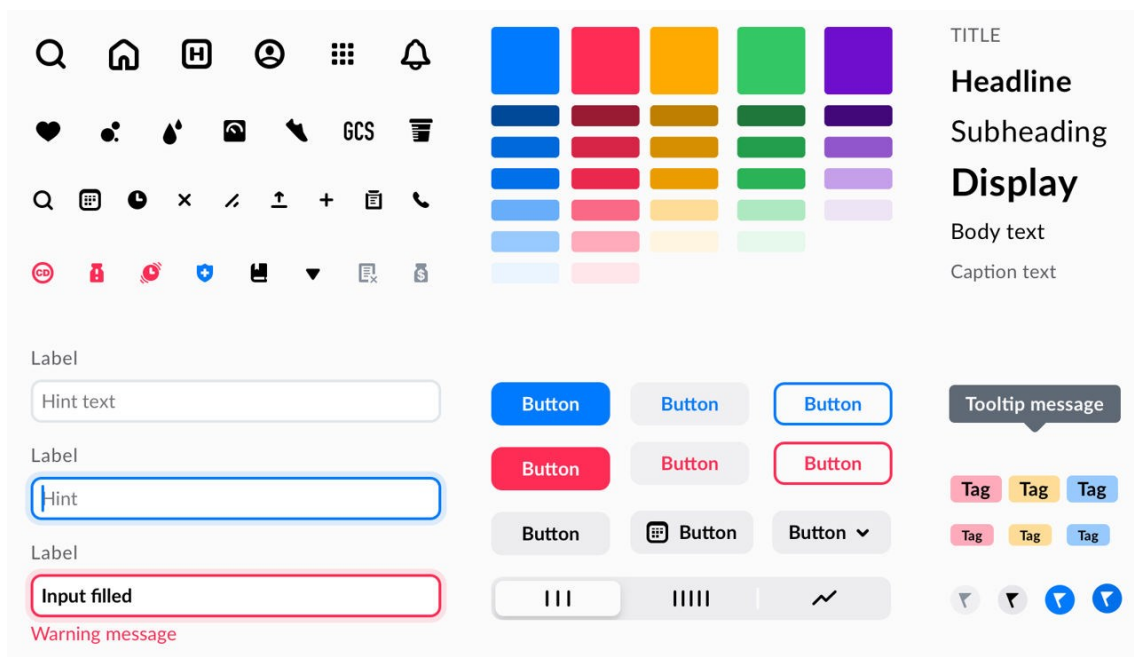 TITLE
Headline
Subheading
Display
Body text
Caption text
H
GCS
CD
$
Label
Hint text
Label
Hint
Label
Input filled
Warning message
Button Button Button
Button Button Button
Button Button Button
Tooltip message
Tag Tag Tag
Tag Tag Tag